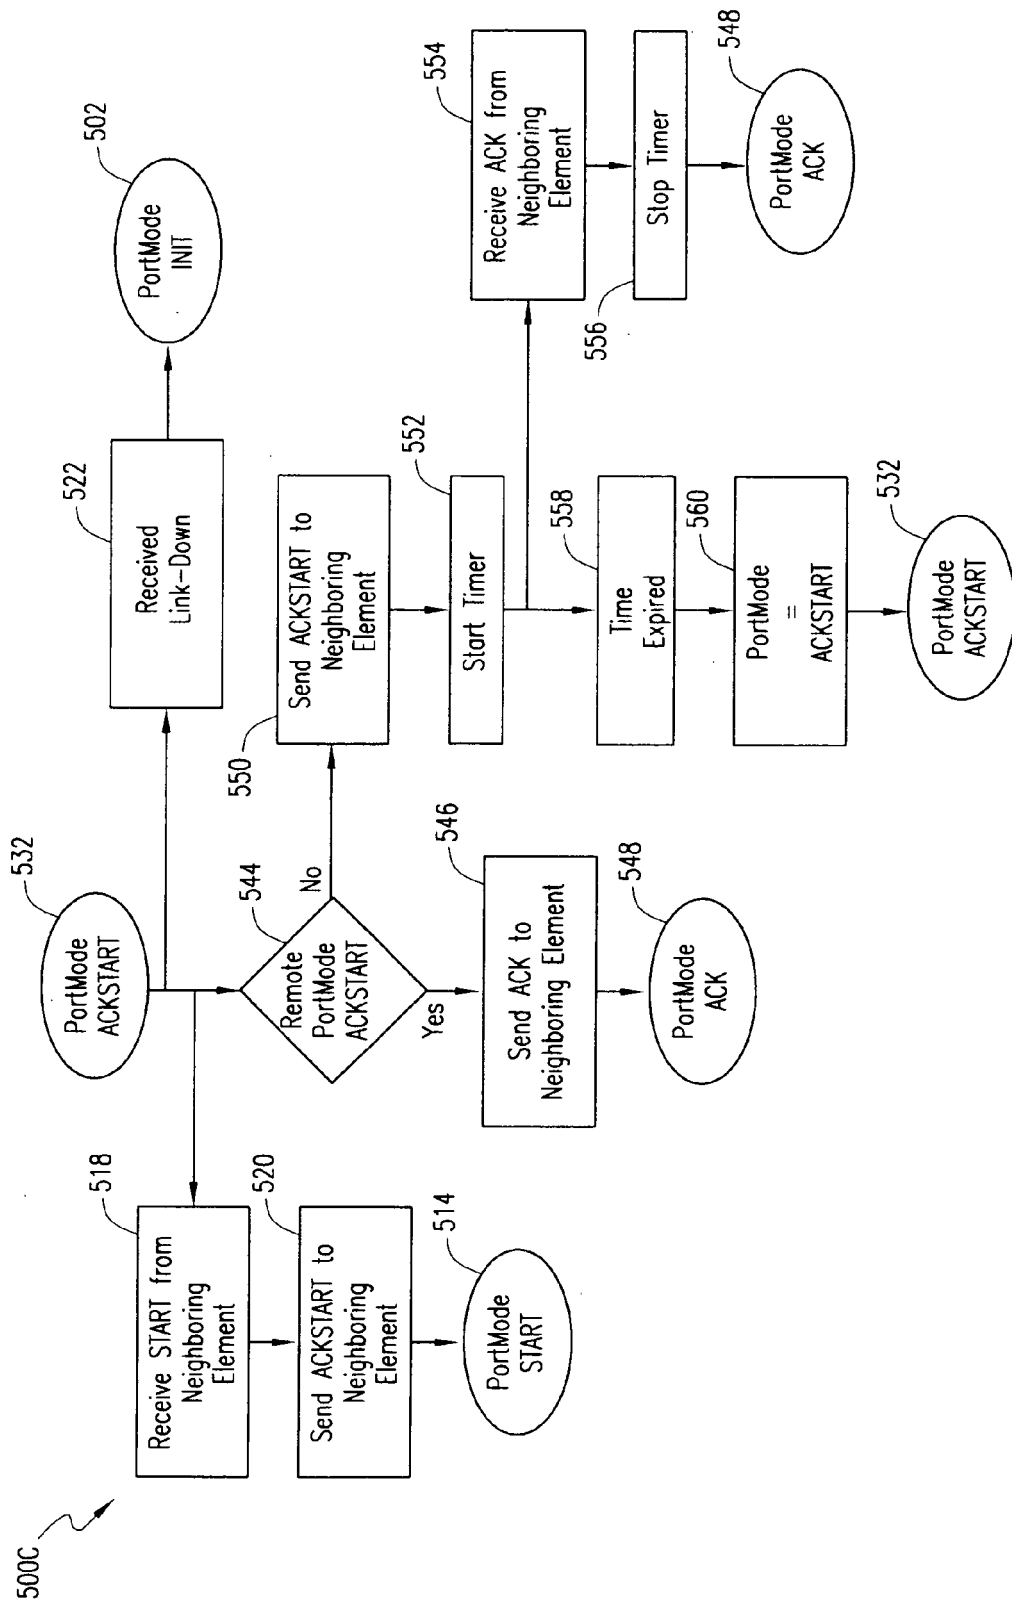 500C
532
PortMode
ACKSTART
518
Receive START from
Neighboring
Element
520
Send ACKSTART to
Neighboring
Element
514
PortMode
START
544
Remote
PortMode
ACKSTART
Yes
No
546
Send ACK to
Neighboring Element
548
PortMode
ACK
522
Received
Link-Down
502
PortMode
INIT
550
Send ACKSTART to
Neighboring
Element
552
Start Timer
558
Time
Expired
560
PortMode
=
ACKSTART
532
PortMode
ACKSTART
554
Receive ACK from
Neighboring
Element
556
Stop Timer
548
PortMode
ACK